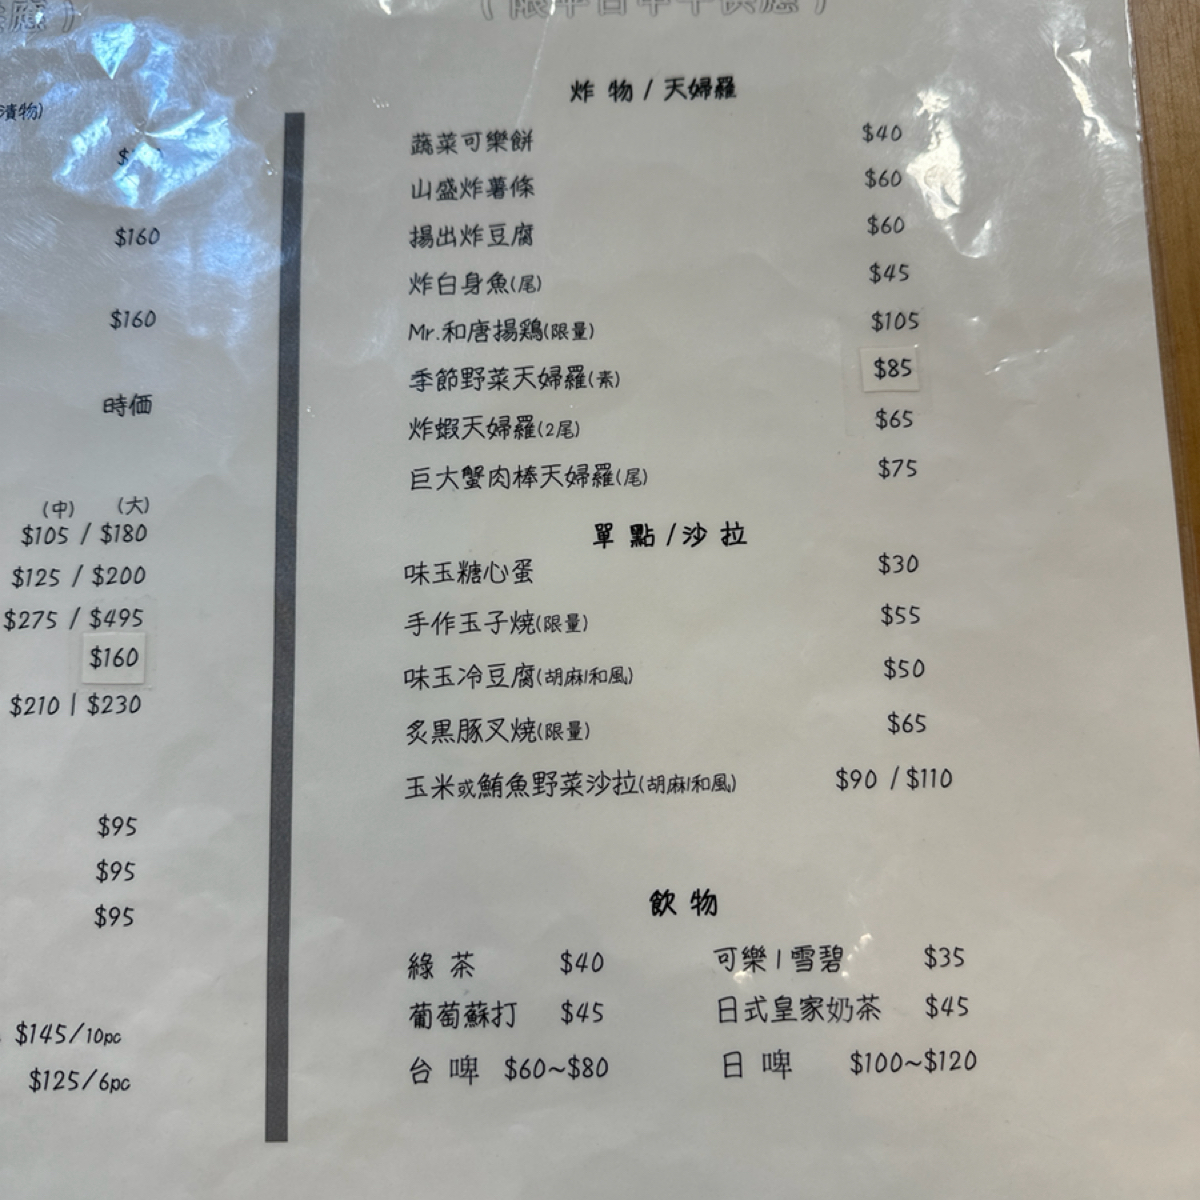 漬物)
$160
$160
時価
(中) (大)
$105 / $180
$125 / $200
$275 / $495
$160
$210 | $230
$95
$95
$95
$145/10pc
$125/6pc
炸物/天婦羅
蔬菜可樂餅 $40
山盛炸薯條 $60
揚出炸豆腐 $60
炸白身魚(尾) $45
Mr.和唐揚鶏(限量) $105
季節野菜天婦羅(素) $85
炸蝦天婦羅(2尾) $65
巨大蟹肉棒天婦羅(尾) $75
單點/沙拉
味玉糖心蛋 $30
手作玉子燒(限量) $55
味玉冷豆腐(胡麻|和風) $50
炙黒豚叉燒(限量) $65
玉米或鮪魚野菜沙拉(胡麻|和風) $90 / $110
飲物
綠茶 $40 可樂|雪碧 $35
葡萄蘇打 $45 日式皇家奶茶 $45
台啤 $60~$80 日啤 $100~$120